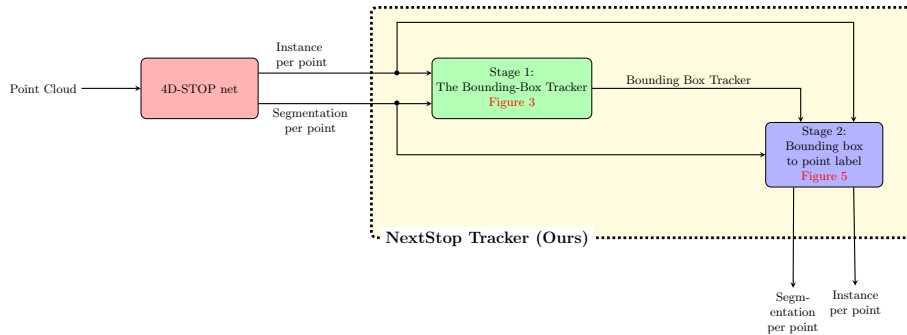 Point Cloud
4D-STOP net
Instance
per point
Segmentation
per point
Stage 1:
The Bounding-Box Tracker
Figure 3
Bounding Box Tracker
Stage 2:
Bounding box
to point label
Figure 5
NextStop Tracker (Ours)
Segm-
entation
per point
Instance
per point